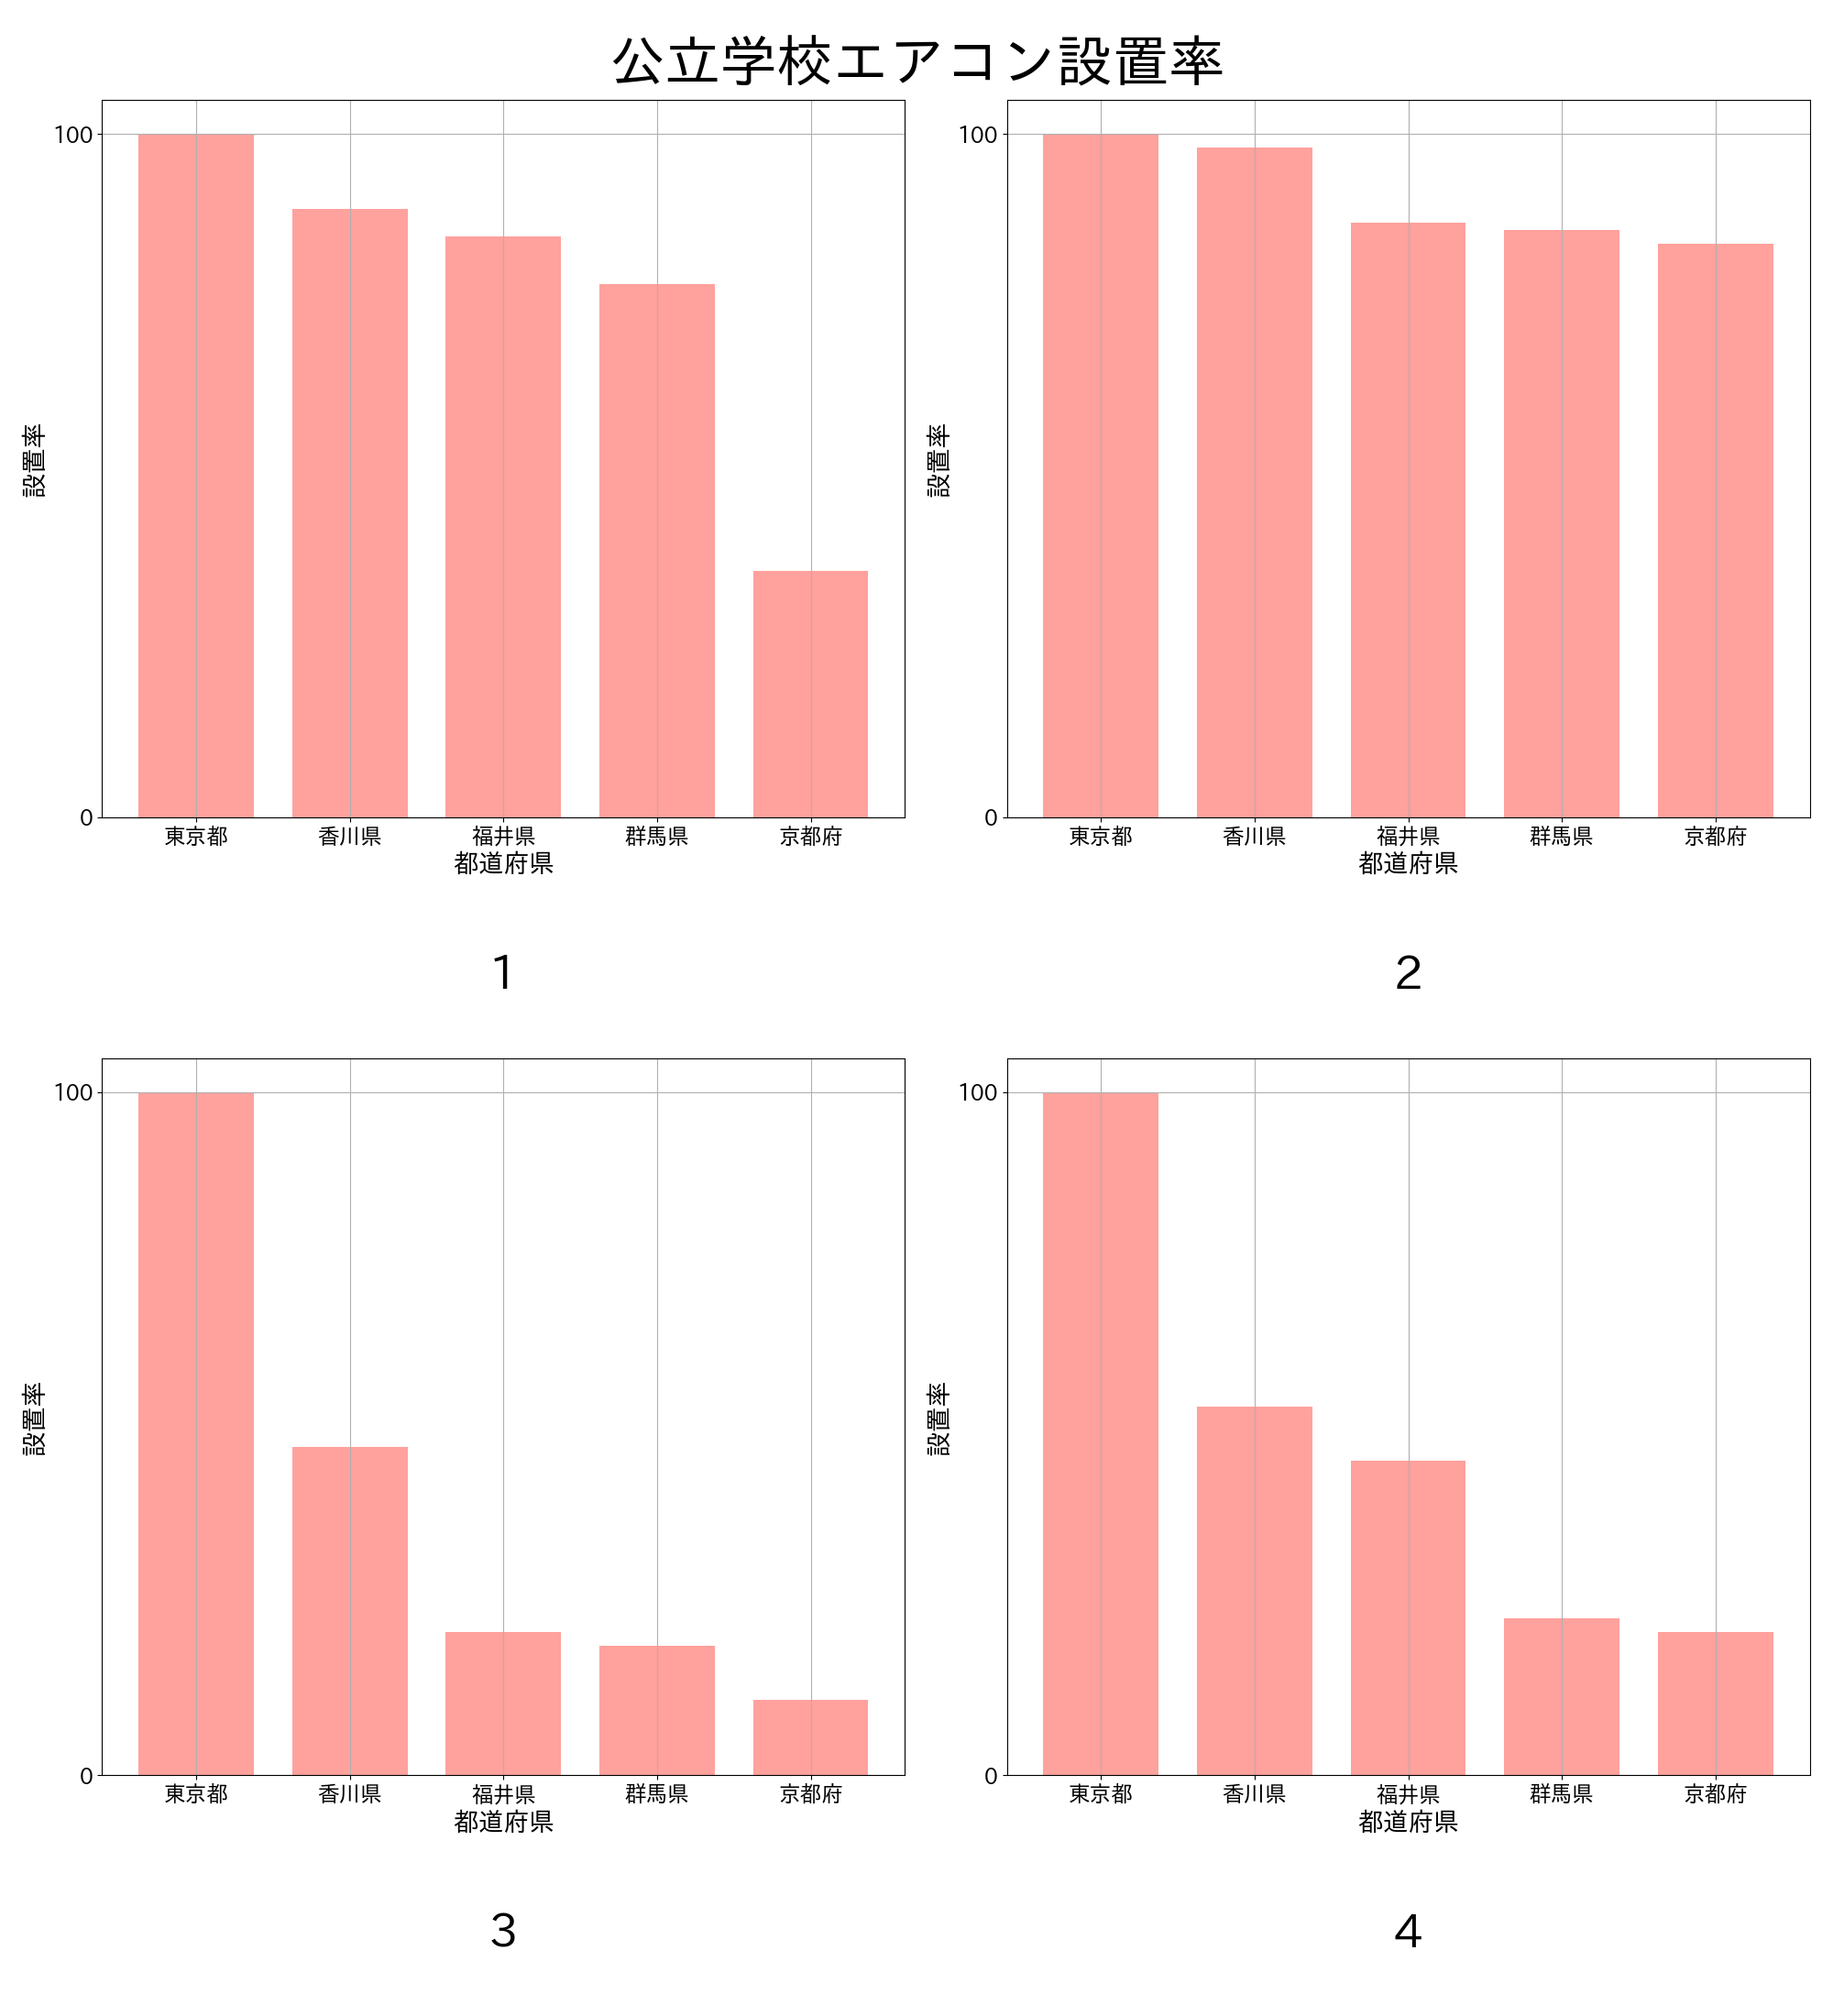 公立学校エアコン設置率
100
0
設置率
東京都 香川県 福井県 群馬県 京都府
都道府県
1
100
0
設置率
東京都 香川県 福井県 群馬県 京都府
都道府県
2
100
0
設置率
東京都 香川県 福井県 群馬県 京都府
都道府県
3
100
0
設置率
東京都 香川県 福井県 群馬県 京都府
都道府県
4